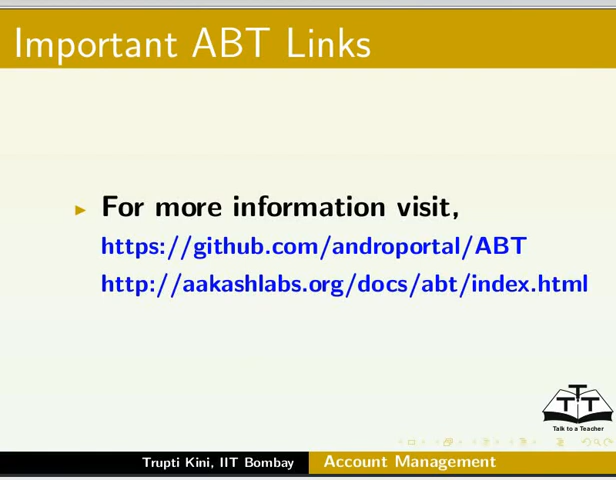 Important ABT Links
For more information visit,
https://github.com/androportal/ABT
http://aakashlabs.org/docs/abt/index.html
T T T
Talk to a Teacher
Trupti Kini, IIT Bombay Account Management